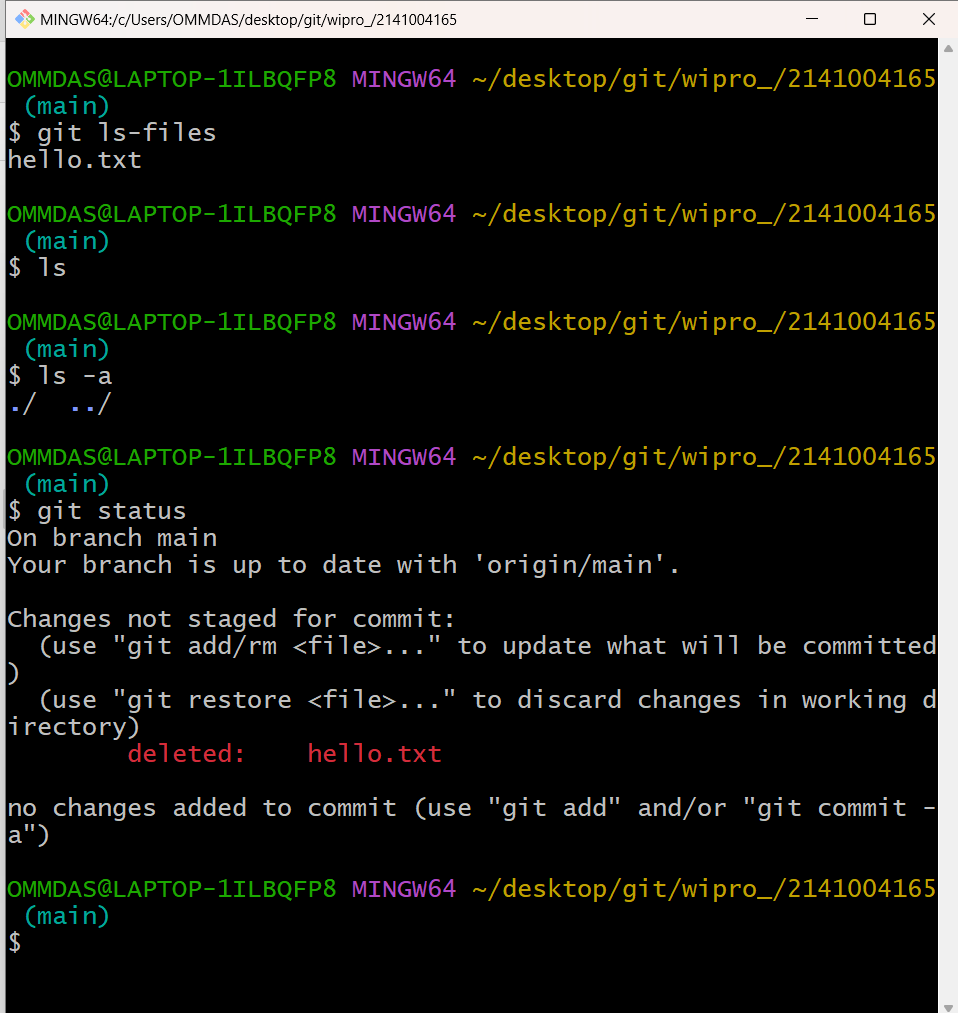 MINGW64:/c/Users/OMMDAS/desktop/git/wipro_/2141004165
OMMDAS@LAPTOP-1ILBQFP8 MINGW64 ~/desktop/git/wipro_/2141004165
(main)
$ git ls-files
hello.txt
OMMDAS@LAPTOP-1ILBQFP8 MINGW64 ~/desktop/git/wipro_/2141004165
(main)
$ ls
OMMDAS@LAPTOP-1ILBQFP8 MINGW64 ~/desktop/git/wipro_/2141004165
(main)
$ ls -a
./  ../
OMMDAS@LAPTOP-1ILBQFP8 MINGW64 ~/desktop/git/wipro_/2141004165
(main)
$ git status
On branch main
Your branch is up to date with 'origin/main'.
Changes not staged for commit:
  (use "git add/rm <file>..." to update what will be committed
)
  (use "git restore <file>..." to discard changes in working d
irectory)
        deleted:    hello.txt
no changes added to commit (use "git add" and/or "git commit -
a")
OMMDAS@LAPTOP-1ILBQFP8 MINGW64 ~/desktop/git/wipro_/2141004165
(main)
$